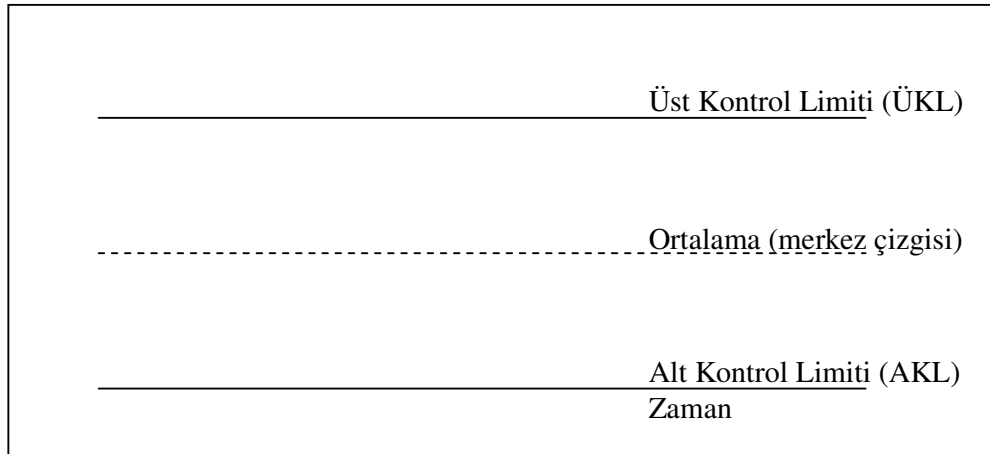 Üst Kontrol Limiti (ÜKL)
Ortalama (merkez çizgisi)
Alt Kontrol Limiti (AKL)
Zaman